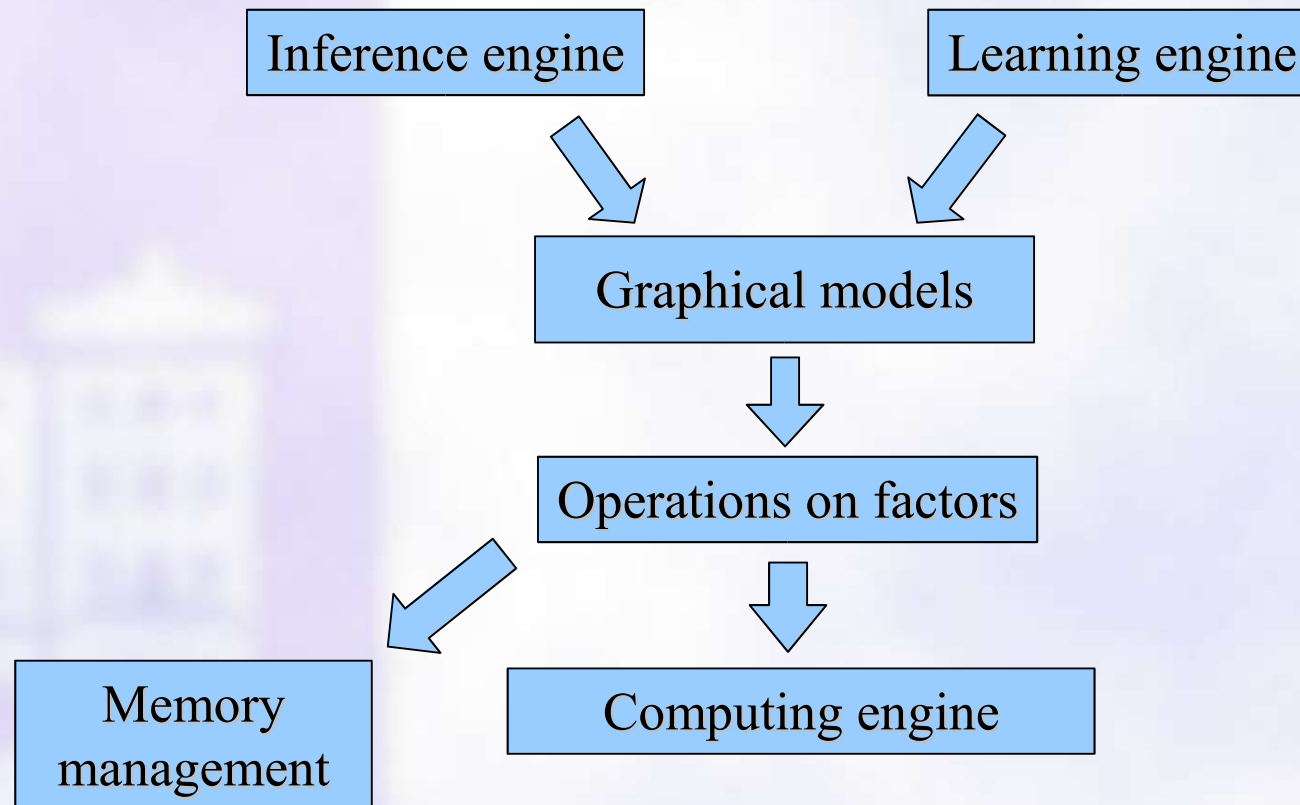 Inference engine
Learning engine
Graphical models
Operations on factors
Memory
management
Computing engine